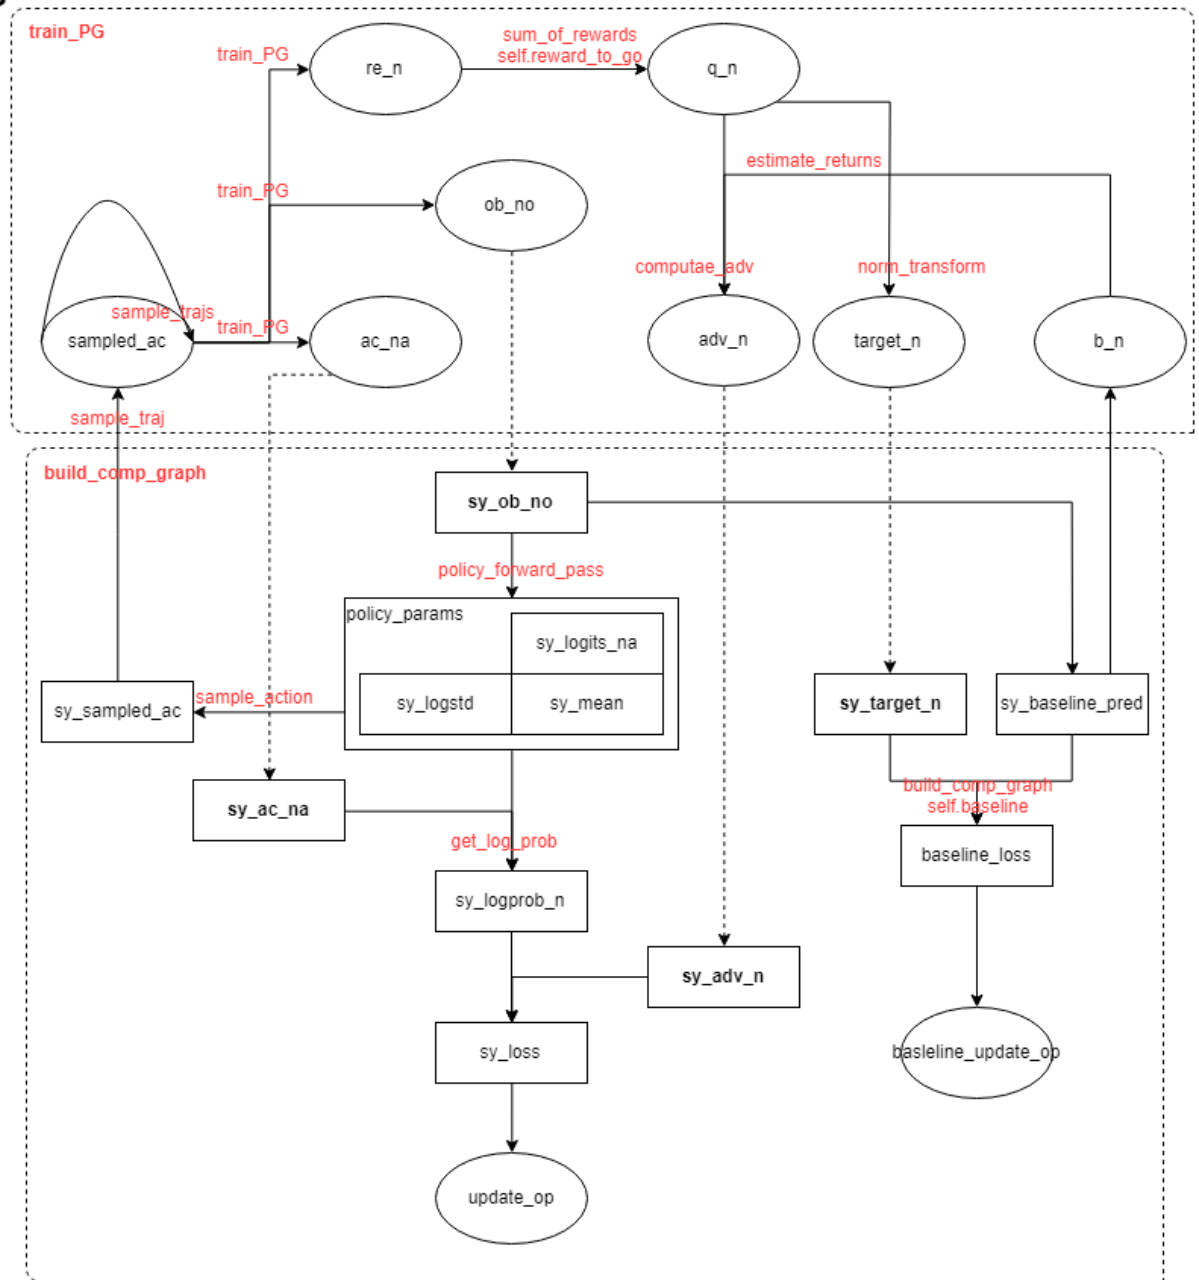 train_PG
sum_of_rewards
train_PG
self.reward_to_go
re_n
q_n
estimate_returns
train_PG
ob_no
computae_adv
norm_transform
sample_trajs
train_PG
sampled_ac
ac_na
adv_n
target_n
b_n
sample_traj
build_comp_graph
sy_ob_no
policy_forward_pass
policy_params
sy_logits_na
sample_action
sy_sampled_ac
sy_logstd
sy_mean
sy_target_n
sy_baseline_pred
build_comp_graph
self.baseline
sy_ac_na
get_log_prob
baseline_loss
sy_logprob_n
sy_adv_n
sy_loss
basleline_update_op
update_op